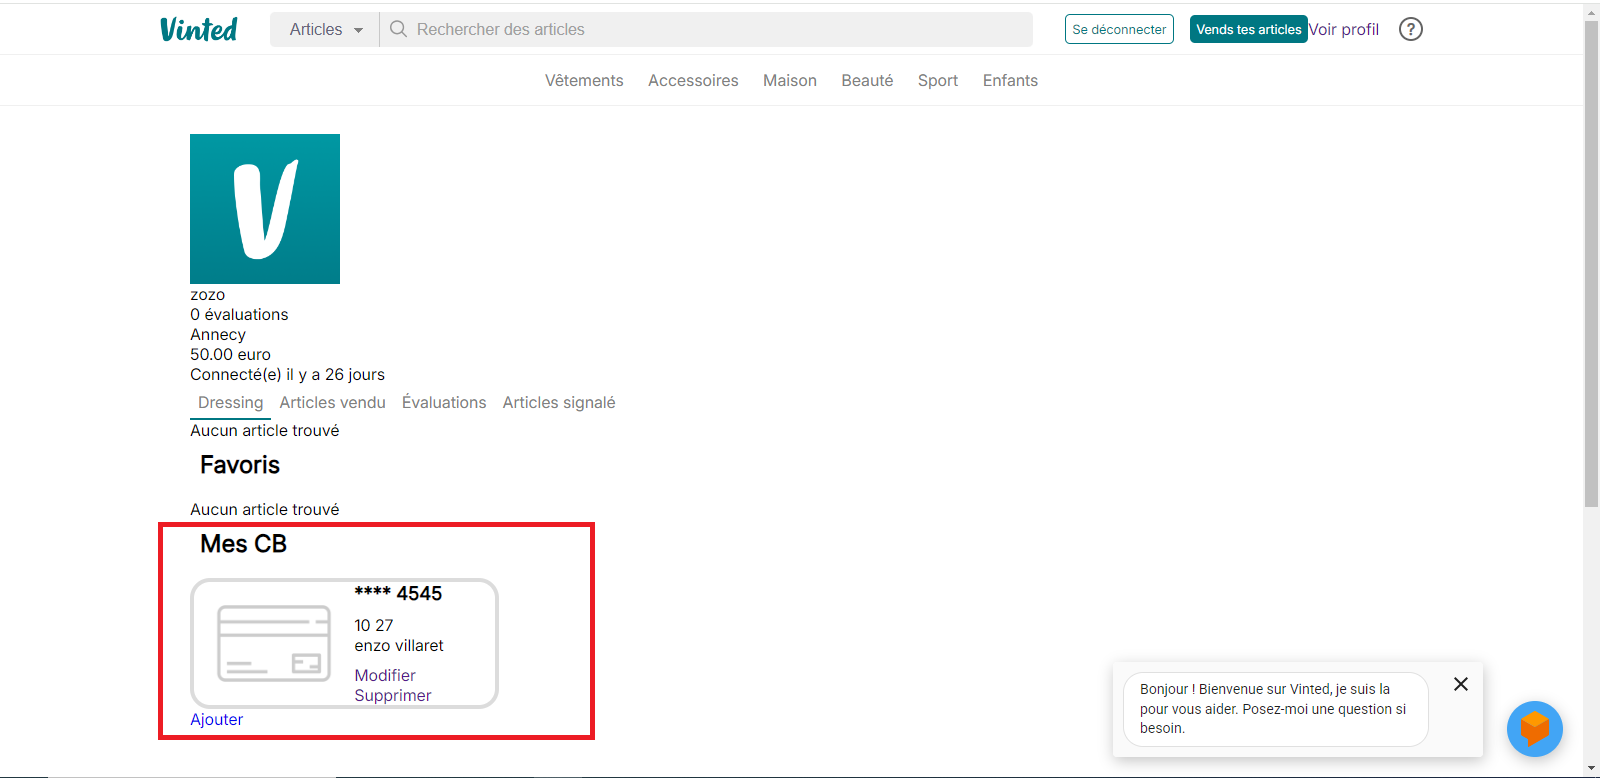 Vinted
Articles
Rechercher des articles
Se déconnecter
Vends tes articles
Voir profil
?
Vêtements
Accessoires
Maison
Beauté
Sport
Enfants
V
zozo
0 évaluations
Annecy
50.00 euro
Connecté(e) il y a 26 jours
Dressing
Articles vendu
Évaluations
Articles signalé
Aucun article trouvé
Favoris
Aucun article trouvé
Mes CB
**** 4545
10 27
enzo villaret
Modifier
Supprimer
Ajouter
Bonjour ! Bienvenue sur Vinted, je suis la
pour vous aider. Posez-moi une question si
besoin.